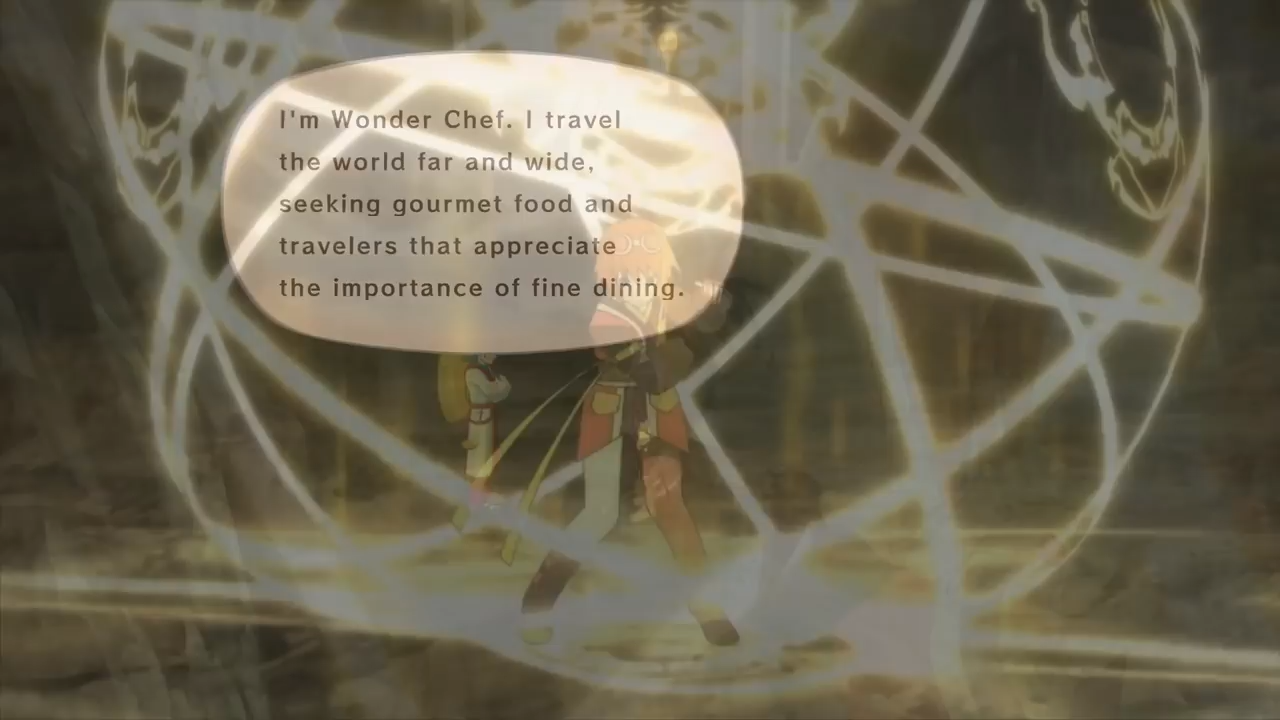 I'm Wonder Chef. I travel
the world far and wide,
seeking gourmet food and
travelers that appreciate
the importance of fine dining.